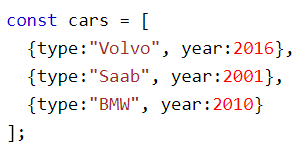 const cars = [
  {type:"Volvo", year:2016},
  {type:"Saab", year:2001},
  {type:"BMW", year:2010}
];